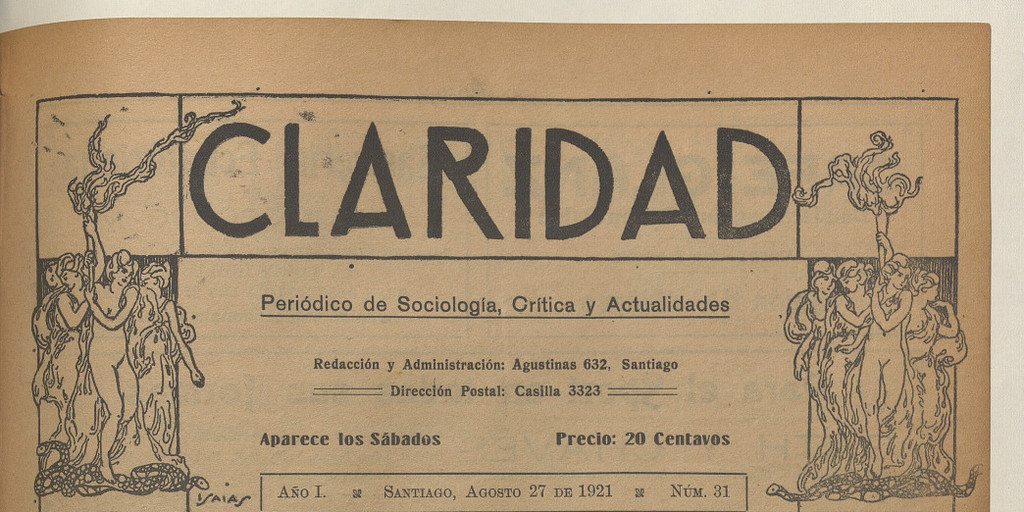 CLARIDAD
Periódico de Sociología, Crítica y Actualidades
Redacción y Administración: Agustinas 632, Santiago
Dirección Postal: Casilla 3323
Aparece los Sábados Precio: 20 Centavos
AÑO I. SANTIAGO, AGOSTO 27 DE 1921 NÚM. 31
ISAIAS